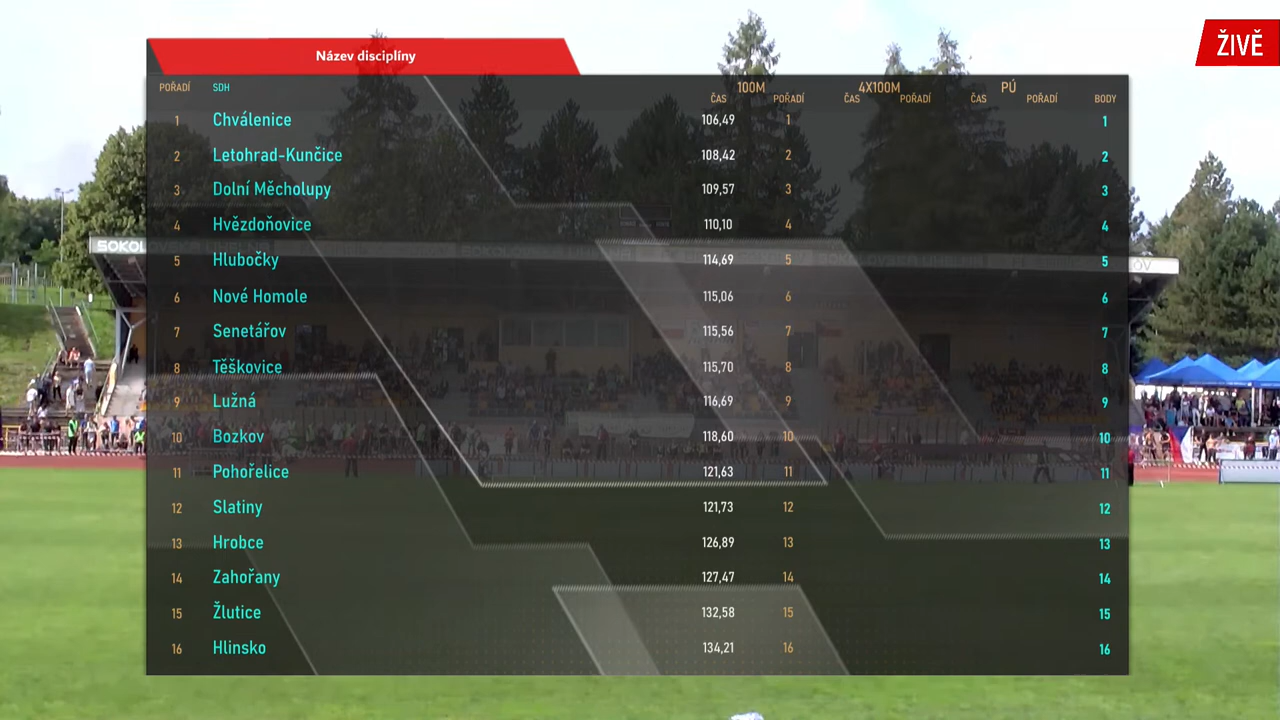 ŽIVĚ
Název disciplíny
POŘADÍ SDH 100M 4X100M PÚ
ČAS POŘADÍ ČAS POŘADÍ ČAS POŘADÍ BODY
1 Chválenice 106,49 1 1
2 Letohrad-Kunčice 108,42 2 2
3 Dolní Měcholupy 109,57 3 3
4 Hvězdoňovice 110,10 4 4
SOKOL
5 Hlubočky 114,69 5 5
6 Nové Homole 115,06 6 6
7 Senetářov 115,56 7 7
8 Těškovice 115,70 8 8
9 Lužná 116,69 9 9
10 Bozkov 118,60 10 10
11 Pohořelice 121,63 11 11
12 Slatiny 121,73 12 12
13 Hrobce 126,89 13 13
14 Zahořany 127,47 14 14
15 Žlutice 132,58 15 15
16 Hlinsko 134,21 16 16